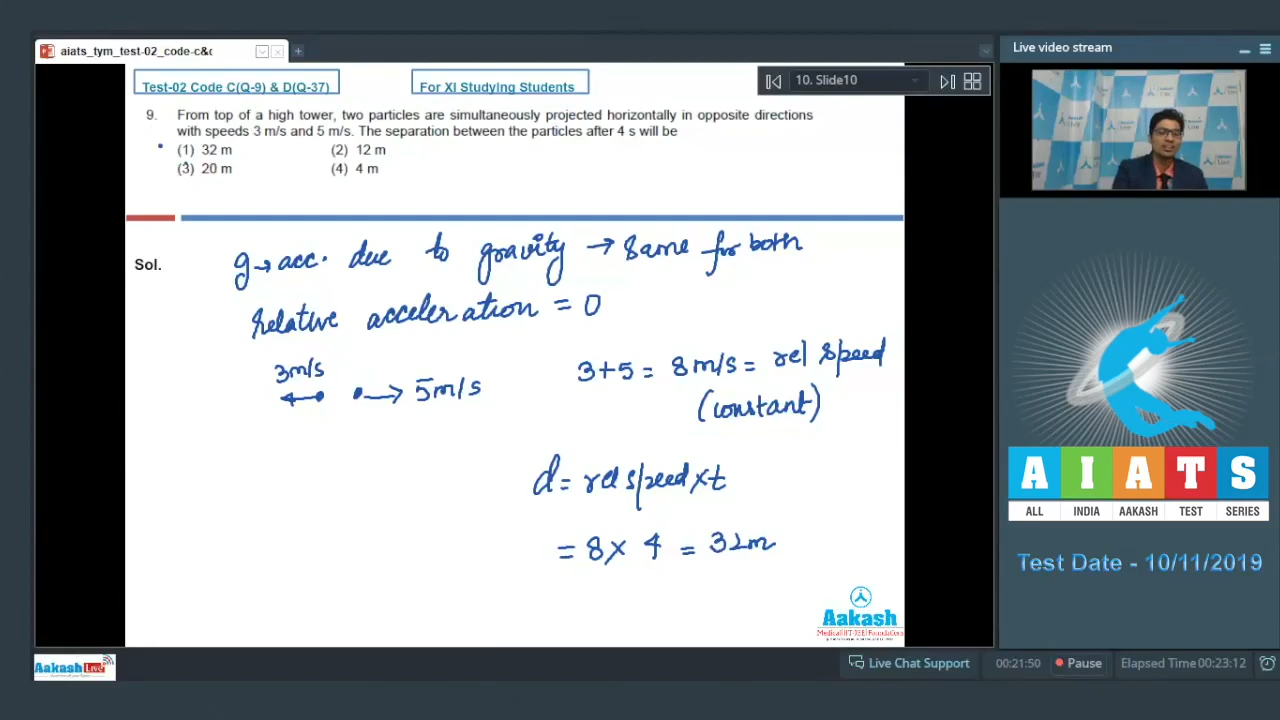 aiats_tym_test-02_code-c&d
Live video stream
Test-02 Code C(Q-9) & D(Q-37)
For XI Studying Students
10. Slide10
9. From top of a high tower, two particles are simultaneously projected horizontally in opposite directions
with speeds 3 m/s and 5 m/s. The separation between the particles after 4 s will be
(1) 32 m (2) 12 m
(3) 20 m (4) 4 m
Sol.
g → acc. due to gravity → same for both
relative acceleration = 0
3m/s
5m/s
3+5 = 8 m/s = rel speed
(constant)
d = rel speed × t
= 8 × 4 = 32m
Aakash
Medical|IIT-JEE|Foundations
Aakash Live
A I A T S
ALL INDIA AAKASH TEST SERIES
Test Date - 10/11/2019
Live Chat Support
00:21:50
Pause
Elapsed Time 00:23:12